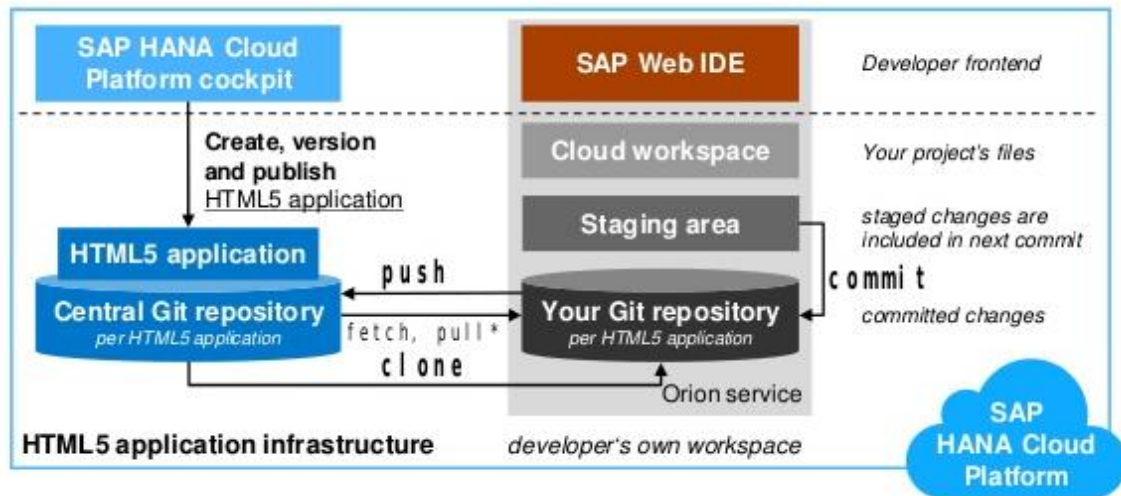 SAP HANA Cloud
Platform cockpit
SAP Web IDE
Developer frontend
Create, version
and publish
HTML5 application
Cloud workspace
Your project's files
Staging area
staged changes are
included in next commit
HTML5 application
push
commit
Central Git repository
per HTML5 application
fetch, pull*
Your Git repository
per HTML5 application
committed changes
clone
Orion service
HTML5 application infrastructure
developer's own workspace
SAP
HANA Cloud
Platform